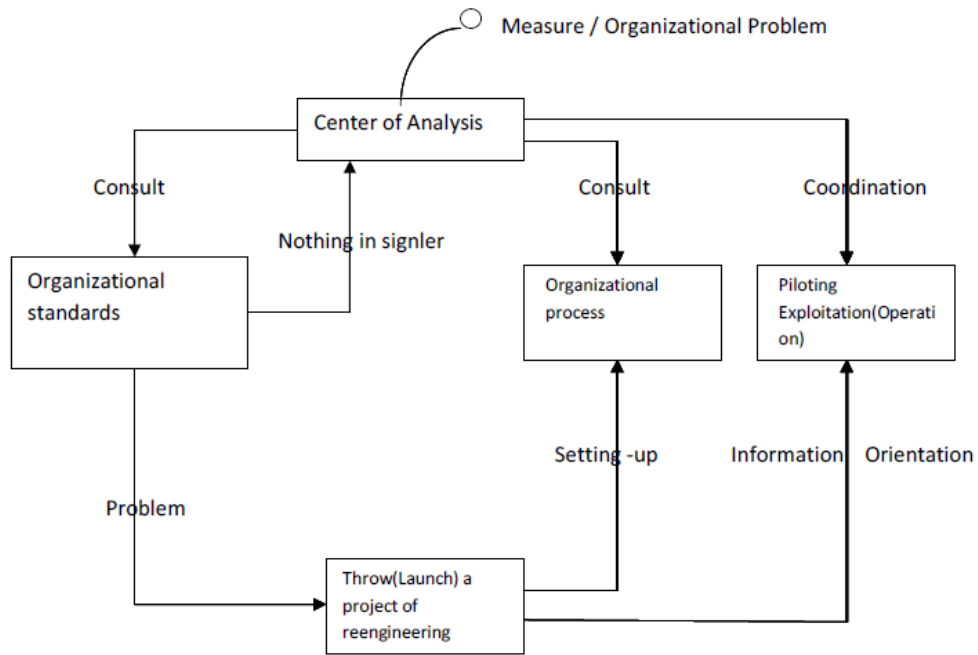 Measure / Organizational Problem
Center of Analysis
Consult
Consult
Coordination
Nothing in signler
Organizational
standards
Organizational
process
Piloting
Exploitation(Operati
on)
Setting -up
Information
Orientation
Problem
Throw(Launch) a
project of
reengineering